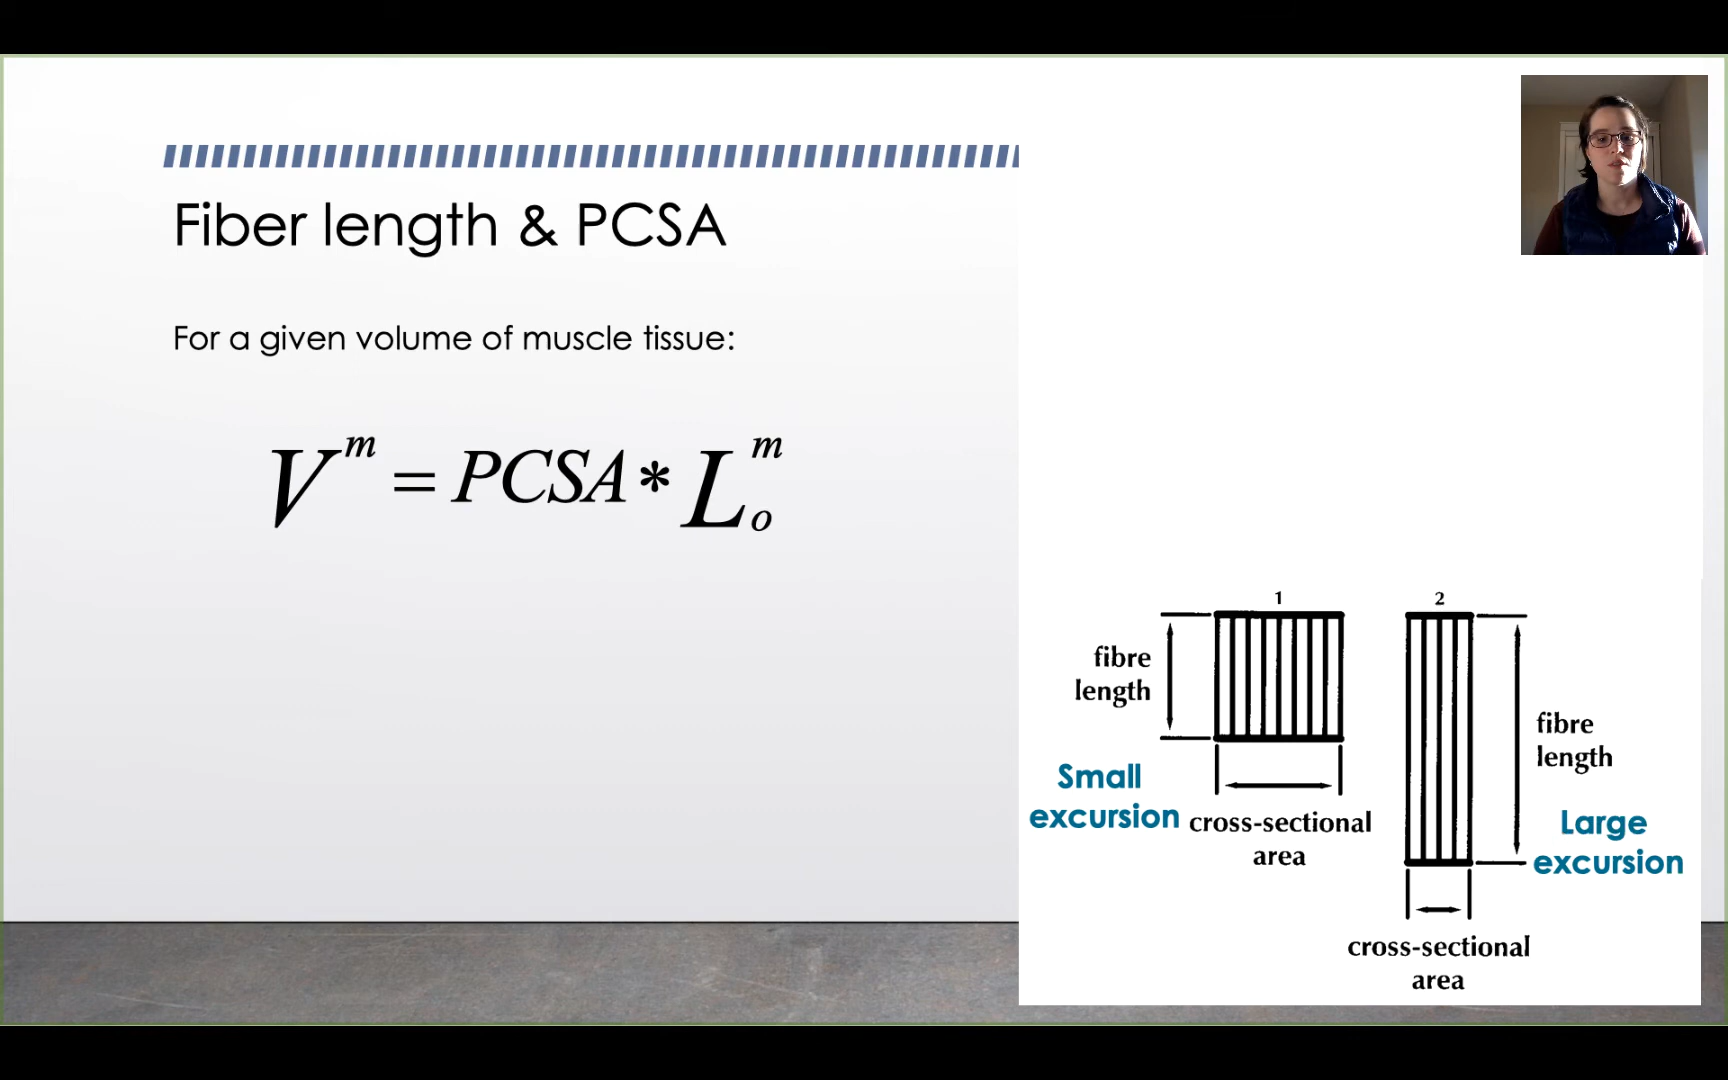 Fiber length & PCSA
For a given volume of muscle tissue:
V^m = PCSA * L_o^m
1
2
fibre
length
Small
excursion
cross-sectional
area
fibre
length
Large
excursion
cross-sectional
area